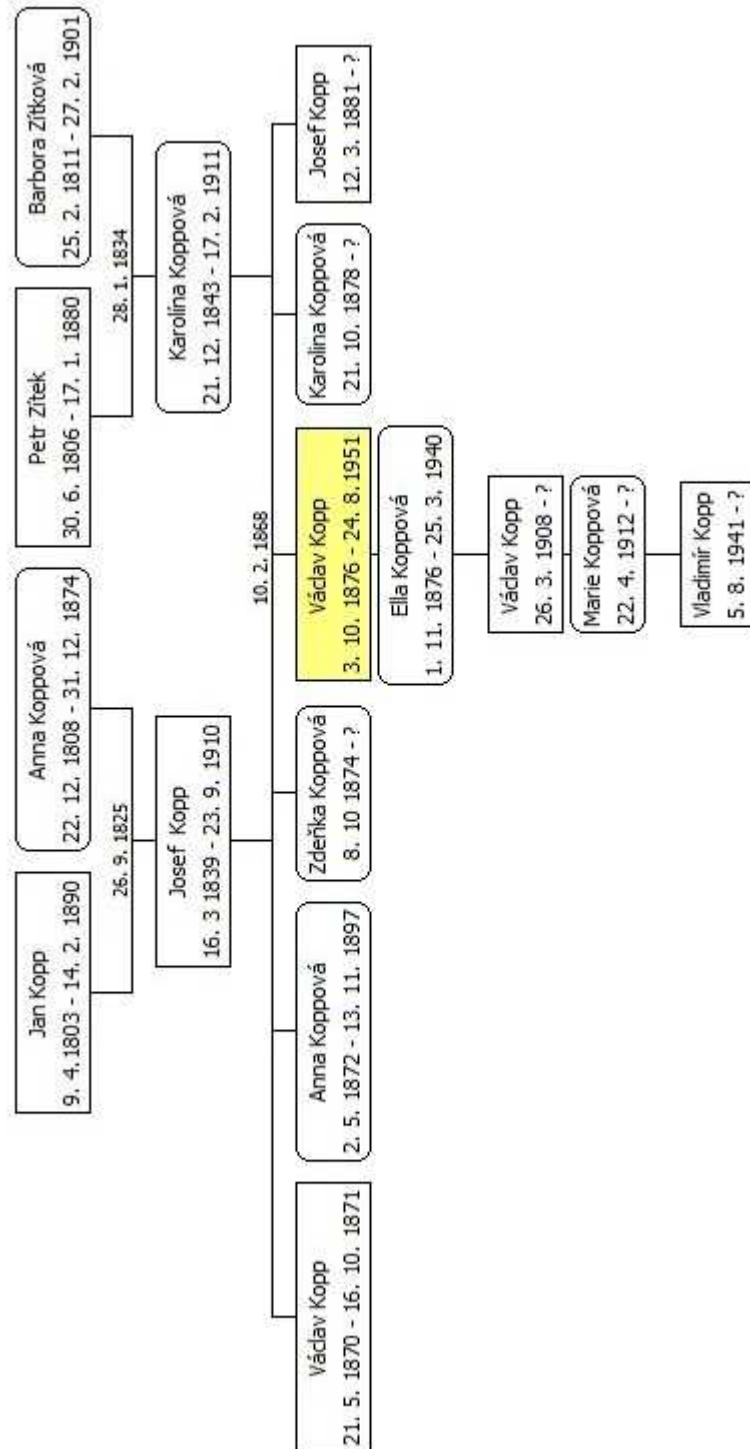 Jan Kopp
9. 4.1803 - 14. 2. 1890
Anna Koppová
22. 12. 1808 - 31. 12. 1874
Petr Zítek
30. 6. 1806 - 17. 1. 1880
Barbora Zítková
25. 2. 1811 - 27. 2. 1901
26. 9. 1825
28. 1. 1834
Josef Kopp
16. 3 1839 - 23. 9. 1910
Karolína Koppová
21. 12. 1843 - 17. 2. 1911
10. 2. 1868
Václav Kopp
21. 5. 1870 - 16. 10. 1871
Anna Koppová
2. 5. 1872 - 13. 11. 1897
Zdeňka Koppová
8. 10 1874 - ?
Václav Kopp
3. 10. 1876 - 24. 8.1951
Karolina Koppová
21. 10. 1878 - ?
Josef Kopp
12. 3. 1881 - ?
Ella Koppová
1. 11. 1876 - 25. 3. 1940
Václav Kopp
26. 3. 1908 - ?
Marie Koppová
22. 4. 1912 - ?
Vladimír Kopp
5. 8. 1941 - ?